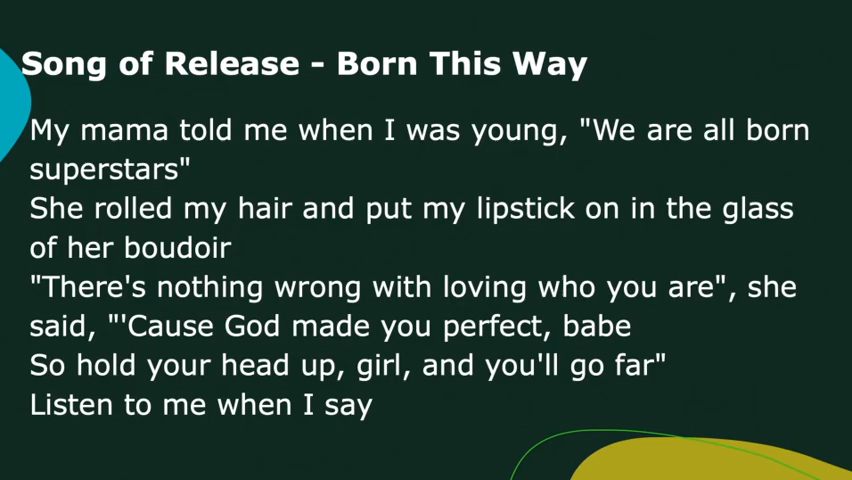 Song of Release - Born This Way
My mama told me when I was young, "We are all born
superstars"
She rolled my hair and put my lipstick on in the glass
of her boudoir
"There's nothing wrong with loving who you are", she
said, "'Cause God made you perfect, babe
So hold your head up, girl, and you'll go far"
Listen to me when I say